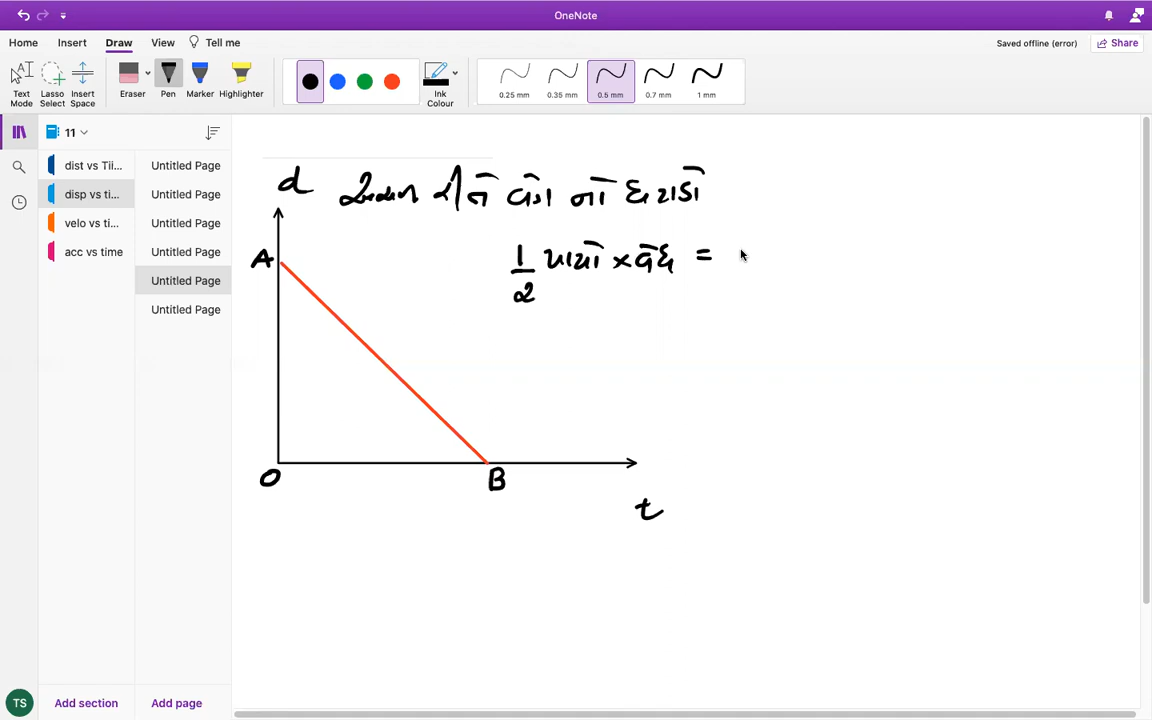 OneNote
Home Insert Draw View Tell me
Saved offline (error) Share
Text Mode
Lasso Select
Insert Space
Eraser
Pen
Marker
Highlighter
Ink Colour
0.25 mm 0.35 mm 0.5 mm 0.7 mm 1 mm
11
dist vs Tii... Untitled Page
disp vs ti... Untitled Page
velo vs ti... Untitled Page
acc vs time Untitled Page
Untitled Page
Untitled Page
d
A
1/2 પાયો × વેધ =
O
B
t
TS Add section Add page